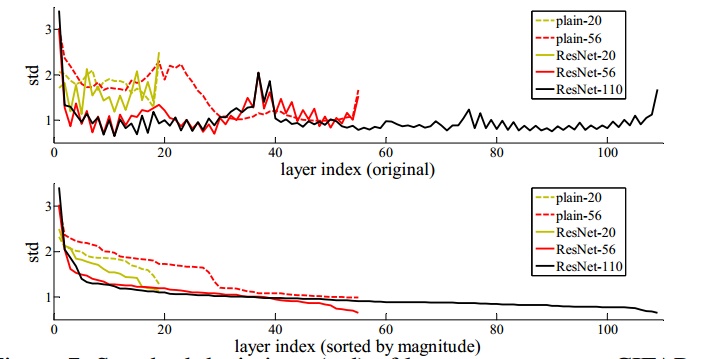 3
2
1
std
plain-20
plain-56
ResNet-20
ResNet-56
ResNet-110
0 20 40 60 80 100
layer index (original)
3
2
1
std
plain-20
plain-56
ResNet-20
ResNet-56
ResNet-110
0 20 40 60 80 100
layer index (sorted by magnitude)